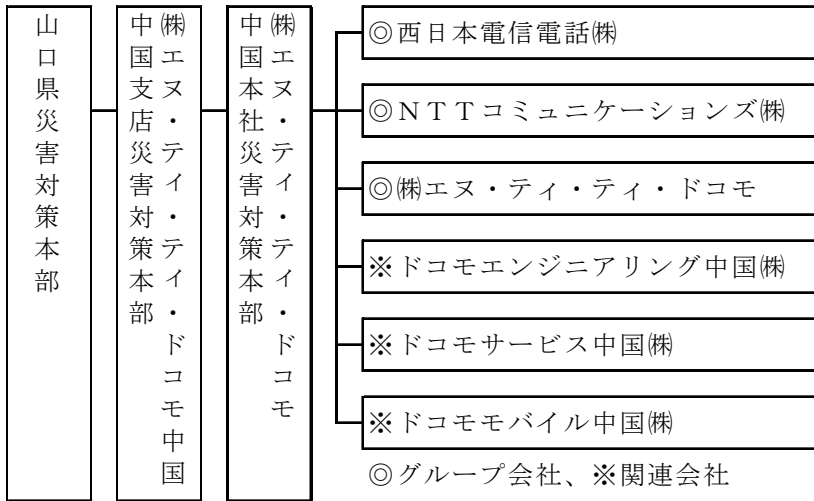 山口県災害対策本部
㈱エヌ・テイ・テイ・ドコモ中国
中国支店災害対策本部
㈱エヌ・テイ・テイ・ドコモ
中国本社災害対策本部
◎西日本電信電話㈱
◎ＮＴＴコミュニケーションズ㈱
◎㈱エヌ・ティ・ティ・ドコモ
※ドコモエンジニアリング中国㈱
※ドコモサービス中国㈱
※ドコモモバイル中国㈱
◎グループ会社、※関連会社